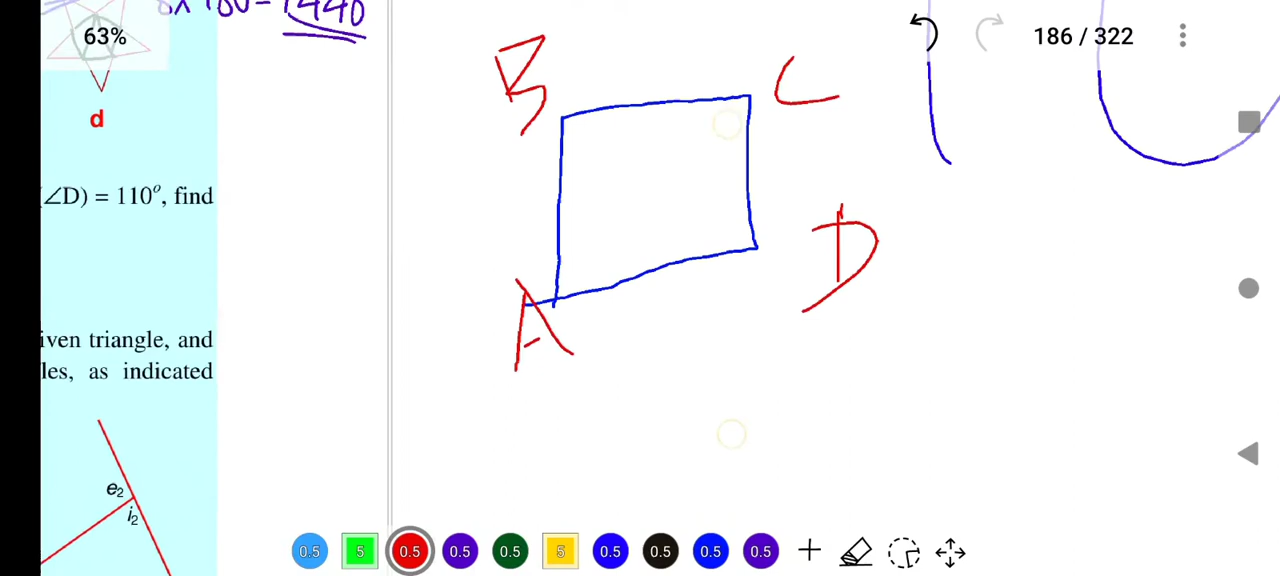 8x180=1440
63%
186 / 322
d
B
C
(∠D) = 110°, find
D
A
iven triangle, and
les, as indicated
e₂
i₂
0.5 5 0.5 0.5 0.5 5 0.5 0.5 0.5 0.5